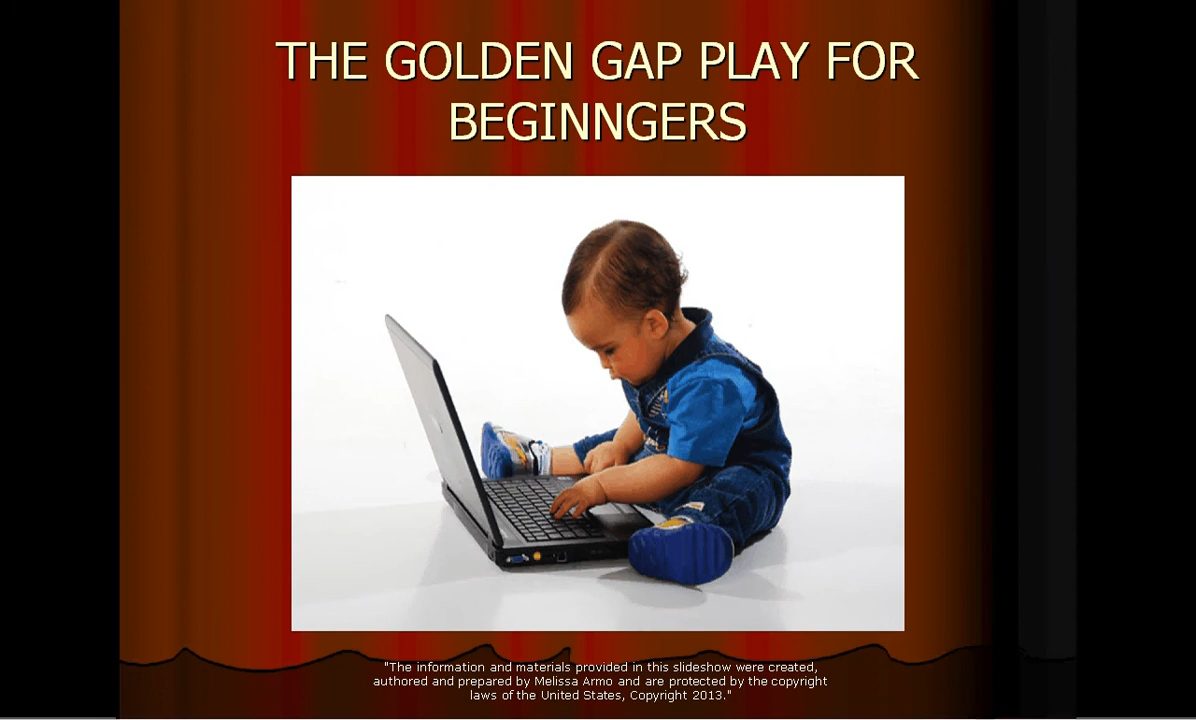 THE GOLDEN GAP PLAY FOR
BEGINNGERS
"The information and materials provided in this slideshow were created,
authored and prepared by Melissa Armo and are protected by the copyright
laws of the United States, Copyright 2013."